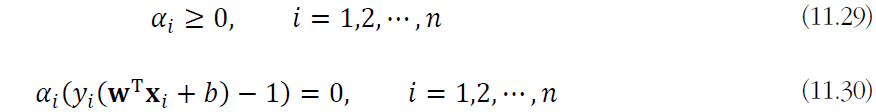 αᵢ ≥ 0, i = 1,2, ⋯ , n (11.29)
αᵢ(yᵢ(𝐰ᵀ𝐱ᵢ + b) − 1) = 0, i = 1,2, ⋯ , n (11.30)